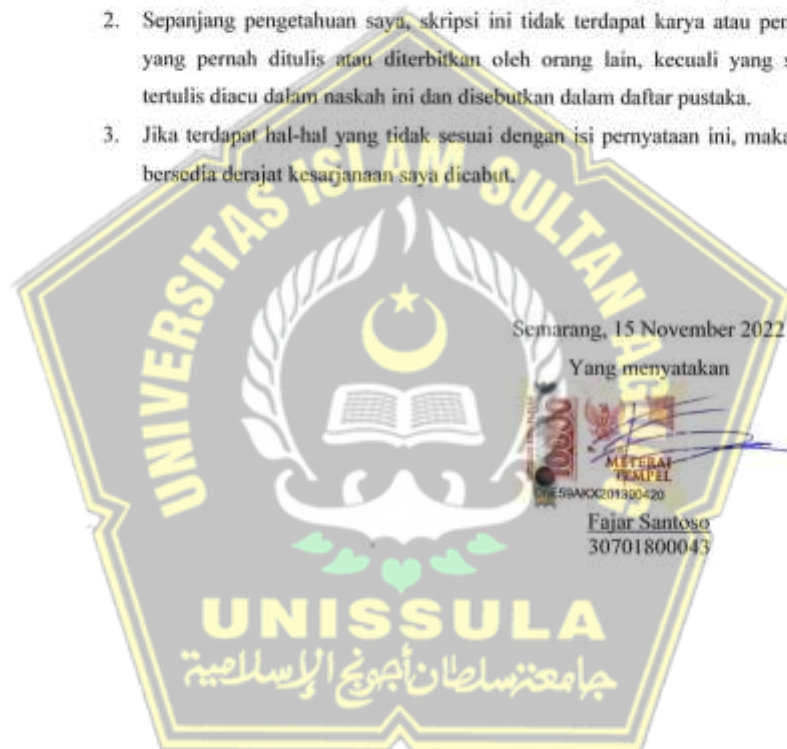 2. Sepanjang pengetahuan saya, skripsi ini tidak terdapat karya atau
yang pernah ditulis atau diterbitkan oleh orang lain, kecuali yang
tertulis diacu dalam naskah ini dan disebutkan dalam daftar pustaka.
3. Jika terdapat hal-hal yang tidak sesuai dengan isi pernyataan ini, maka
bersedia derajat kesarjanaan saya dicabut.
UNIVERSITAS ISLAM SULTAN AGUNG
Semarang, 15 November 2022
Yang menyatakan
10000
METERAI
TEMPEL
Fajar Santoso
30701800043
UNISSULA
جامعة سلطان أجونج الإسلامية